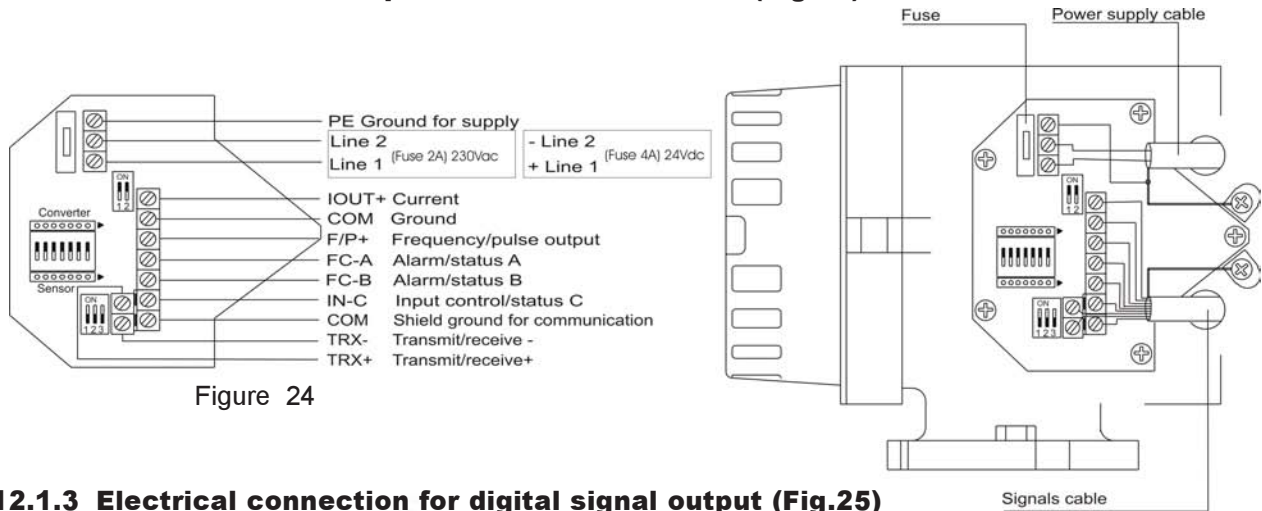 Fuse
Power supply cable
PE Ground for supply
Line 2
Line 1
(Fuse 2A) 230Vac
- Line 2
+ Line 1
(Fuse 4A) 24Vdc
IOUT+ Current
COM Ground
F/P+ Frequency/pulse output
FC-A Alarm/status A
FC-B Alarm/status B
IN-C Input control/status C
COM Shield ground for communication
TRX- Transmit/receive -
TRX+ Transmit/receive+
ON
1 2
Converter
Sensor
ON
1 2 3
ON
1 2
ON
1 2 3
Figure 24
12.1.3 Electrical connection for digital signal output (Fig.25)
Signals cable